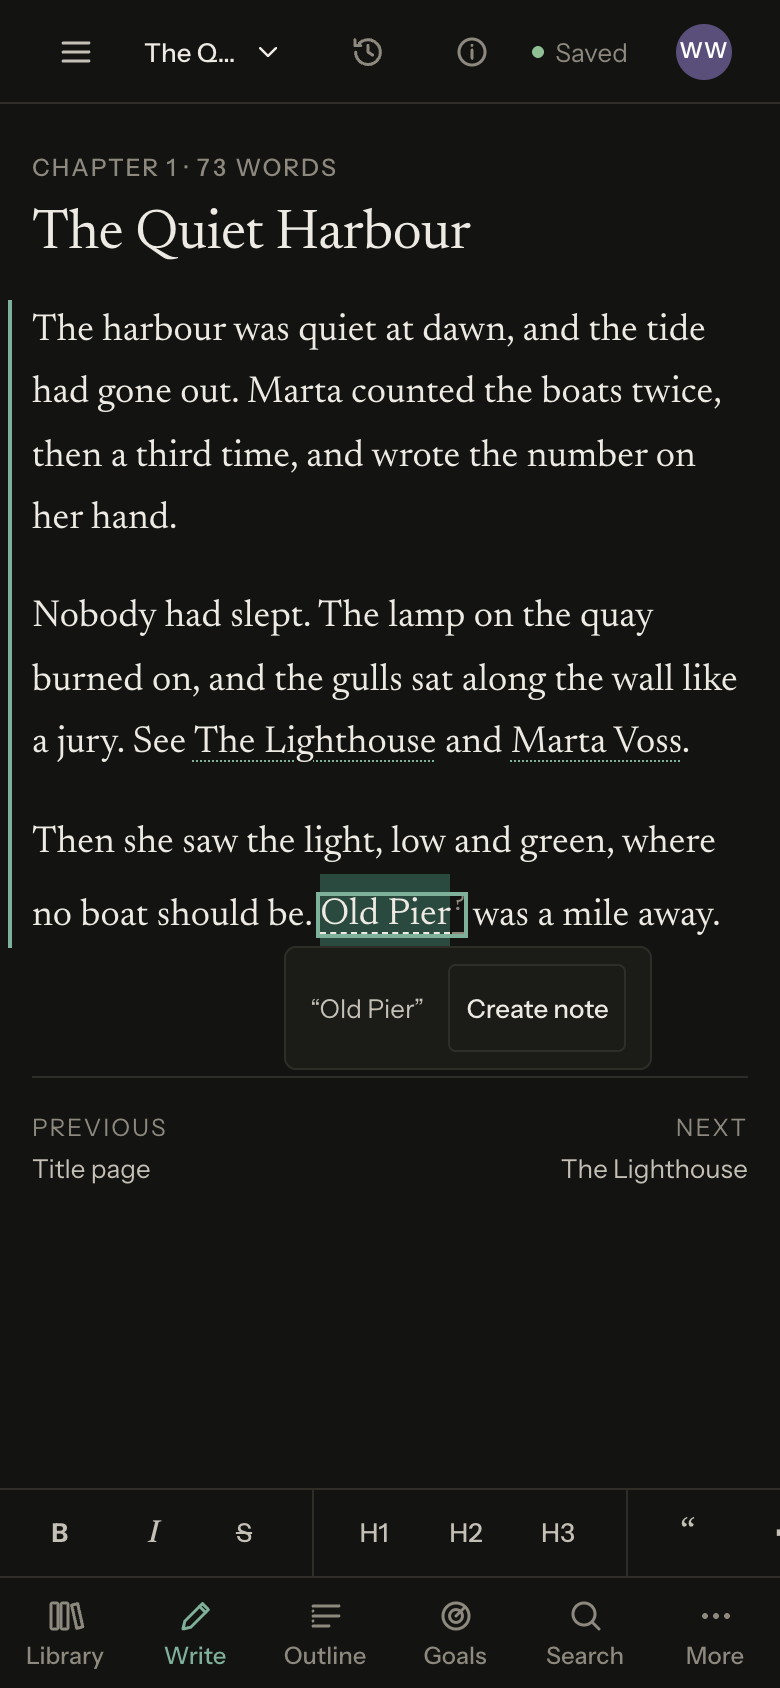 The Q...
Saved
WW
CHAPTER 1 · 73 WORDS
The Quiet Harbour
The harbour was quiet at dawn, and the tide
had gone out. Marta counted the boats twice,
then a third time, and wrote the number on
her hand.
Nobody had slept. The lamp on the quay
burned on, and the gulls sat along the wall like
a jury. See The Lighthouse and Marta Voss.
Then she saw the light, low and green, where
no boat should be. Old Pier? was a mile away.
“Old Pier” Create note
PREVIOUS
Title page
NEXT
The Lighthouse
B I S H1 H2 H3 “
Library Write Outline Goals Search More